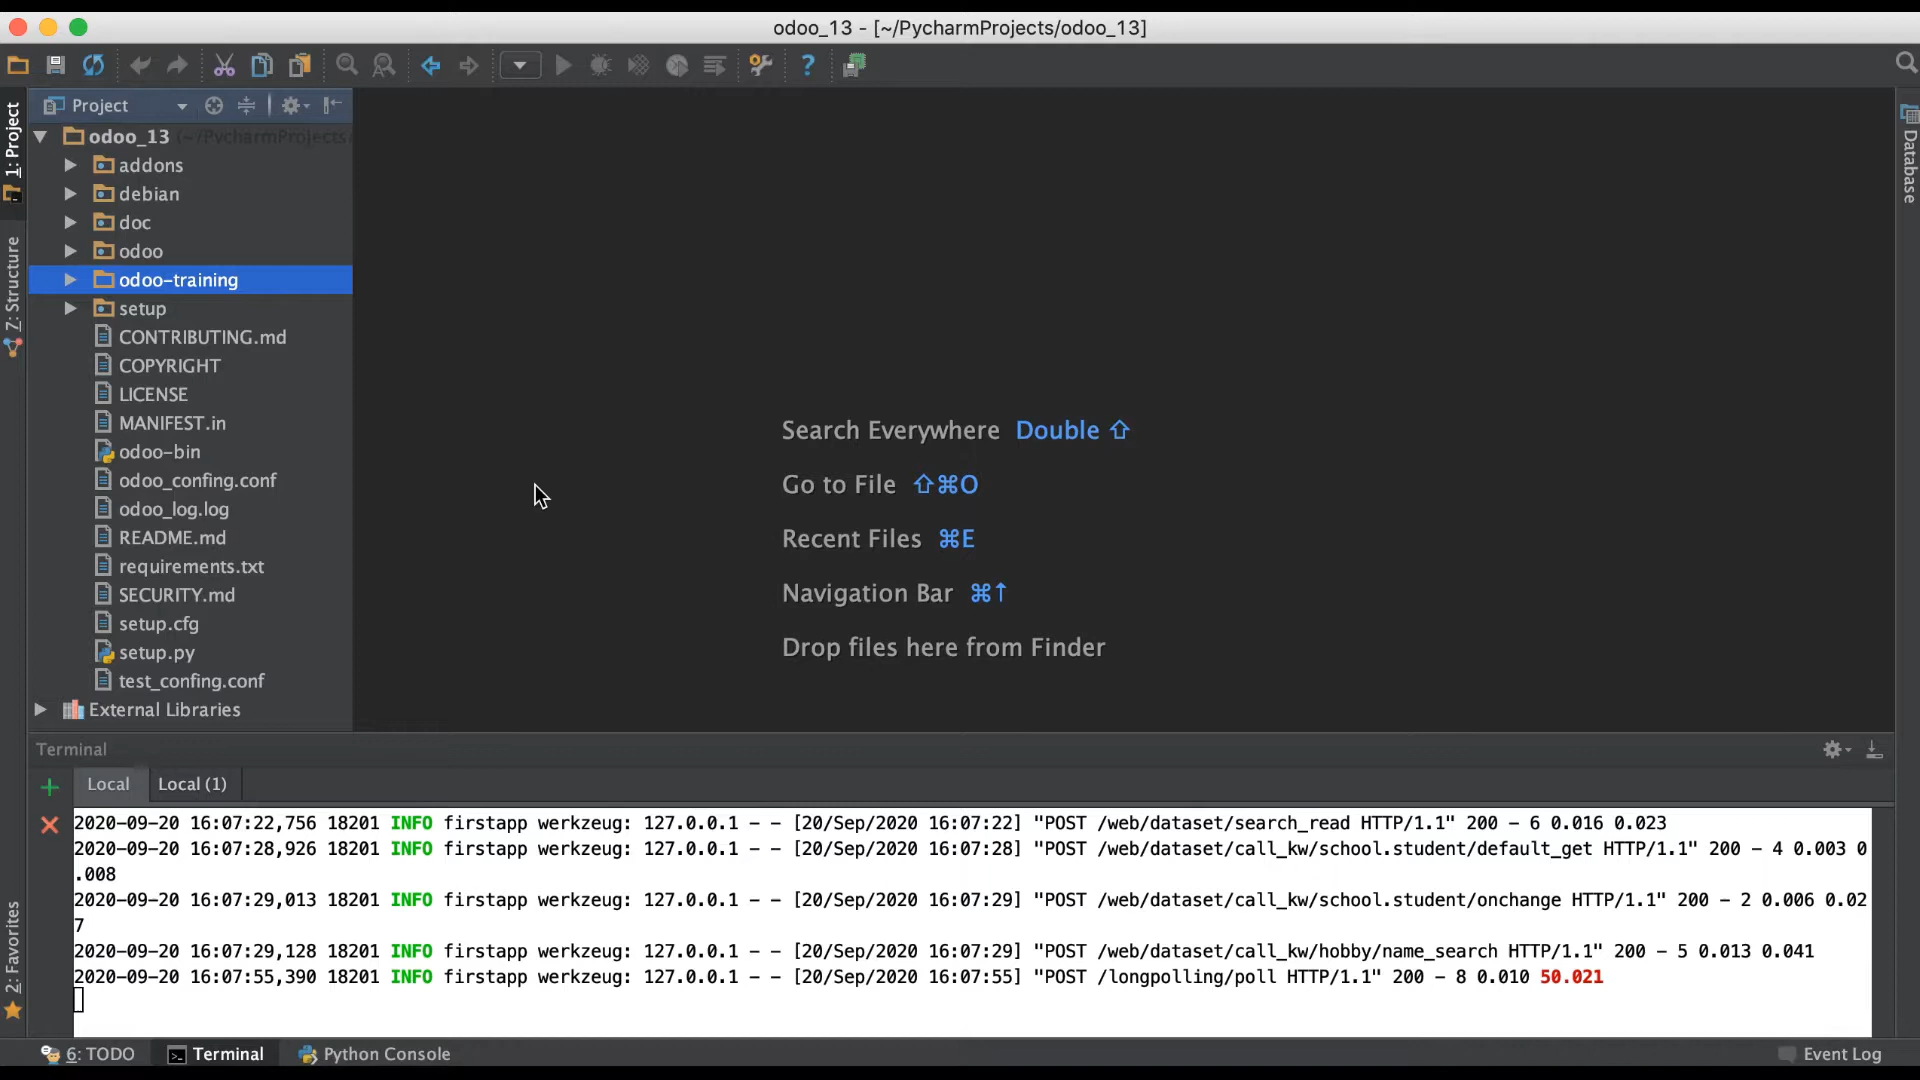 odoo_13 - [~/PycharmProjects/odoo_13]
Project
odoo_13 (~/PycharmProjects/
addons
debian
doc
odoo
odoo-training
setup
CONTRIBUTING.md
COPYRIGHT
LICENSE
MANIFEST.in
odoo-bin
odoo_confing.conf
odoo_log.log
README.md
requirements.txt
SECURITY.md
setup.cfg
setup.py
test_confing.conf
External Libraries
1: Project
7: Structure
2: Favorites
Database
Search Everywhere Double ⇧
Go to File ⇧⌘O
Recent Files ⌘E
Navigation Bar ⌘↑
Drop files here from Finder
Terminal
Local Local (1)
2020-09-20 16:07:22,756 18201 INFO firstapp werkzeug: 127.0.0.1 - - [20/Sep/2020 16:07:22] "POST /web/dataset/search_read HTTP/1.1" 200 - 6 0.016 0.023
2020-09-20 16:07:28,926 18201 INFO firstapp werkzeug: 127.0.0.1 - - [20/Sep/2020 16:07:28] "POST /web/dataset/call_kw/school.student/default_get HTTP/1.1" 200 - 4 0.003 0
.008
2020-09-20 16:07:29,013 18201 INFO firstapp werkzeug: 127.0.0.1 - - [20/Sep/2020 16:07:29] "POST /web/dataset/call_kw/school.student/onchange HTTP/1.1" 200 - 2 0.006 0.02
7
2020-09-20 16:07:29,128 18201 INFO firstapp werkzeug: 127.0.0.1 - - [20/Sep/2020 16:07:29] "POST /web/dataset/call_kw/hobby/name_search HTTP/1.1" 200 - 5 0.013 0.041
2020-09-20 16:07:55,390 18201 INFO firstapp werkzeug: 127.0.0.1 - - [20/Sep/2020 16:07:55] "POST /longpolling/poll HTTP/1.1" 200 - 8 0.010 50.021
6: TODO Terminal Python Console Event Log